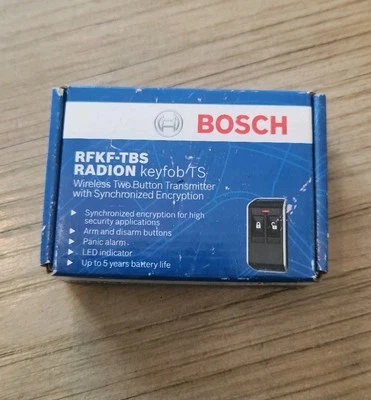 BOSCH
RFKF-TBS
RADION keyfob TS
Wireless Two Button Transmitter
with Synchronized Encryption
Synchronized encryption for high
security applications
Arm and disarm buttons
Panic alarm
LED indicator
Up to 5 years battery life